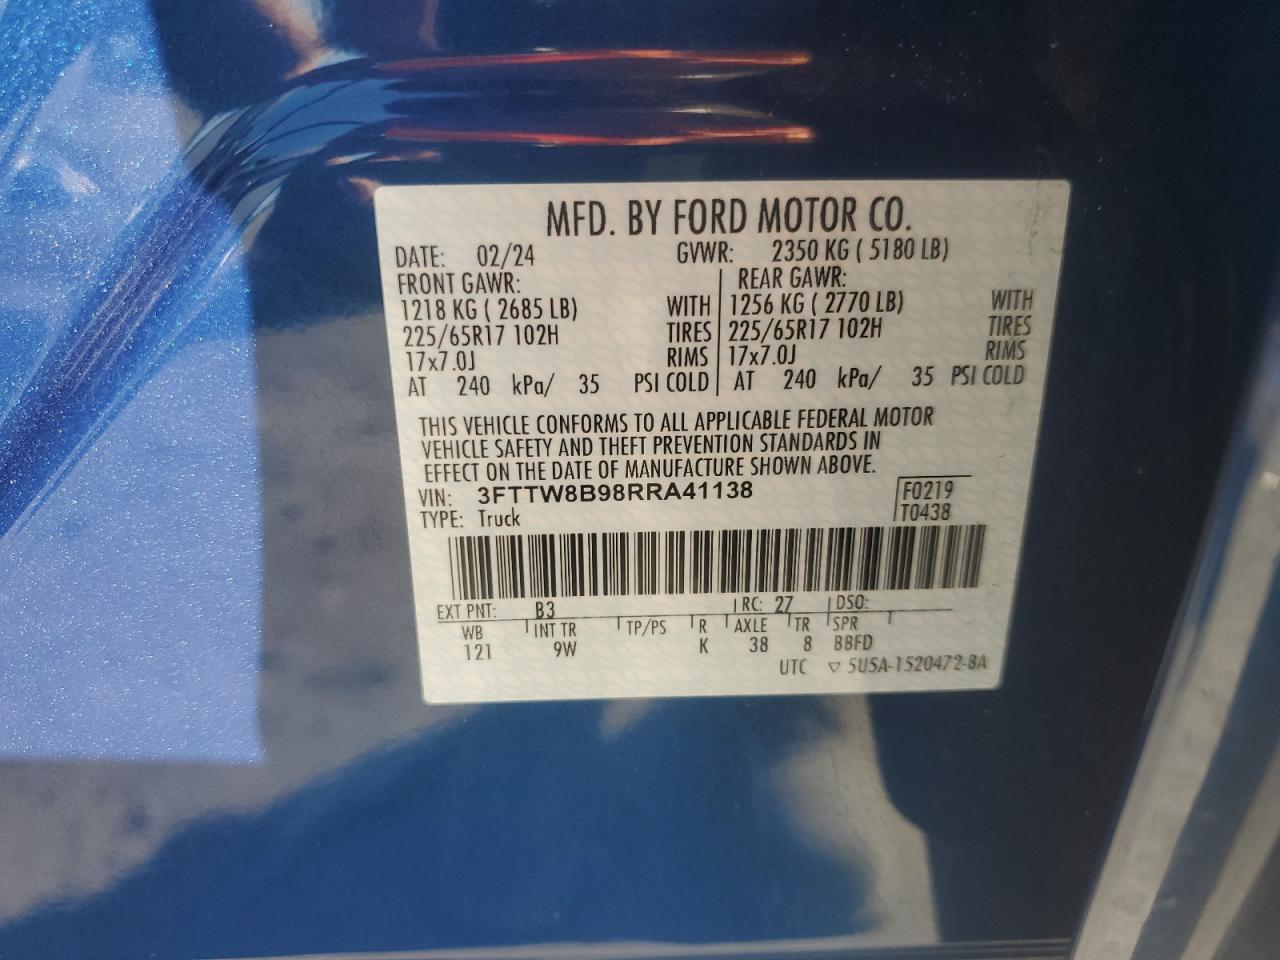 MFD. BY FORD MOTOR CO.
DATE: 02/24 GVWR: 2350 KG ( 5180 LB)
FRONT GAWR: REAR GAWR:
1218 KG ( 2685 LB) WITH 1256 KG ( 2770 LB) WITH
225/65R17 102H TIRES 225/65R17 102H TIRES
17x7.0J RIMS 17x7.0J RIMS
AT 240 kPa/ 35 PSI COLD AT 240 kPa/ 35 PSI COLD
THIS VEHICLE CONFORMS TO ALL APPLICABLE FEDERAL MOTOR
VEHICLE SAFETY AND THEFT PREVENTION STANDARDS IN
EFFECT ON THE DATE OF MANUFACTURE SHOWN ABOVE.
VIN: 3FTTW8B98RRA41138 F0219
TYPE: Truck T0438
EXT PNT: B3 RC: 27 DSO:
WB INT TR TP/PS R AXLE TR SPR
121 9W K 38 8 BBFD
UTC ▽ 5U5A-1520472-BA